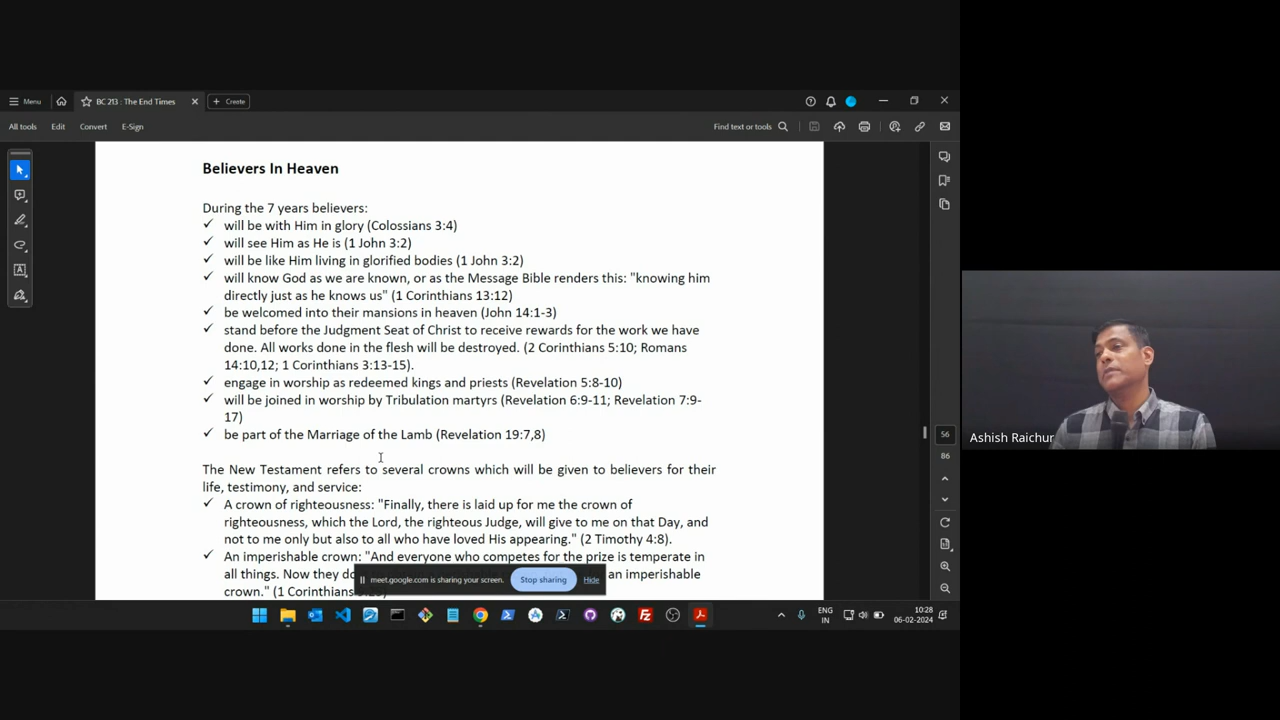 Menu
BC 213 : The End Times
Create
All tools
Edit
Convert
E-Sign
Find text or tools
Believers In Heaven
During the 7 years believers:
✓ will be with Him in glory (Colossians 3:4)
✓ will see Him as He is (1 John 3:2)
✓ will be like Him living in glorified bodies (1 John 3:2)
✓ will know God as we are known, or as the Message Bible renders this: "knowing him
directly just as he knows us" (1 Corinthians 13:12)
✓ be welcomed into their mansions in heaven (John 14:1-3)
✓ stand before the Judgment Seat of Christ to receive rewards for the work we have
done. All works done in the flesh will be destroyed. (2 Corinthians 5:10; Romans
14:10,12; 1 Corinthians 3:13-15).
✓ engage in worship as redeemed kings and priests (Revelation 5:8-10)
✓ will be joined in worship by Tribulation martyrs (Revelation 6:9-11; Revelation 7:9-
17)
✓ be part of the Marriage of the Lamb (Revelation 19:7,8)
The New Testament refers to several crowns which will be given to believers for their
life, testimony, and service:
✓ A crown of righteousness: "Finally, there is laid up for me the crown of
righteousness, which the Lord, the righteous Judge, will give to me on that Day, and
not to me only but also to all who have loved His appearing." (2 Timothy 4:8).
✓ An imperishable crown: "And everyone who competes for the prize is temperate in
all things. Now they do an imperishable
crown." (1 Corinthians
meet.google.com is sharing your screen.
Stop sharing
Hide
56
86
Ashish Raichur
ENG
IN
10:28
06-02-2024